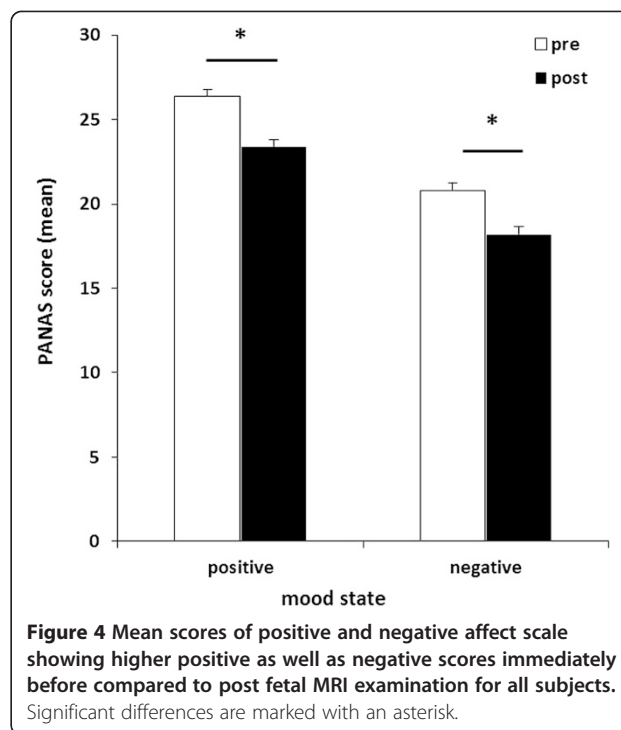 30
25
20
15
10
5
0
PANAS score (mean)
*
*
pre
post
positive negative
mood state
Figure 4 Mean scores of positive and negative affect scale
showing higher positive as well as negative scores immediately
before compared to post fetal MRI examination for all subjects.
Significant differences are marked with an asterisk.